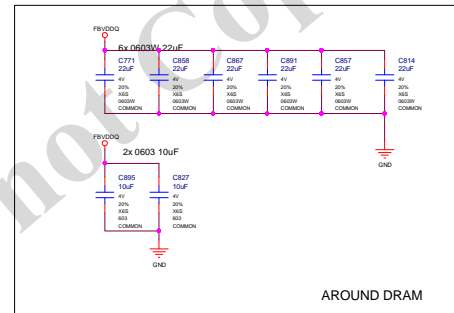 FBVDDQ
6x 0603W 22uF
C771 C858 C867 C891 C857 C814
22uF 22uF 22uF 22uF 22uF 22uF
4V 4V 4V 4V 4V 4V
20% 20% 20% 20% 20% 20%
X6S X6S X6S X6S X6S X6S
0603W 0603W 0603W 0603W 0603W 0603W
COMMON COMMON COMMON COMMON COMMON COMMON
GND
FBVDDQ
2x 0603 10uF
C895 C827
10uF 10uF
4V 4V
20% 20%
X6S X6S
603 603
COMMON COMMON
GND
AROUND DRAM
not Cop